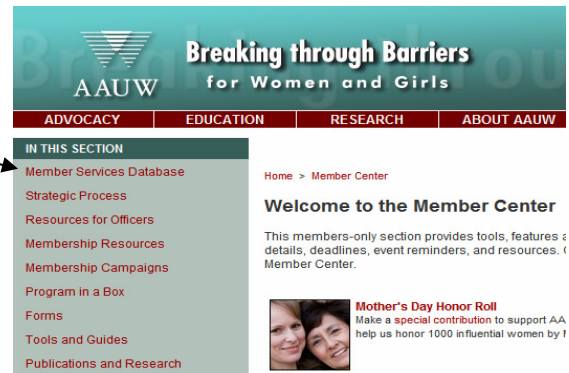 Breaking through Barriers
for Women and Girls
AAUW
ADVOCACY
EDUCATION
RESEARCH
ABOUT AAUW
IN THIS SECTION
Member Services Database
Strategic Process
Resources for Officers
Membership Resources
Membership Campaigns
Program in a Box
Forms
Tools and Guides
Publications and Research
Home > Member Center
Welcome to the Member Center
This members-only section provides tools, features a
details, deadlines, event reminders, and resources.
Member Center.
Mother's Day Honor Roll
Make a special contribution to support AA
help us honor 1000 influential women by